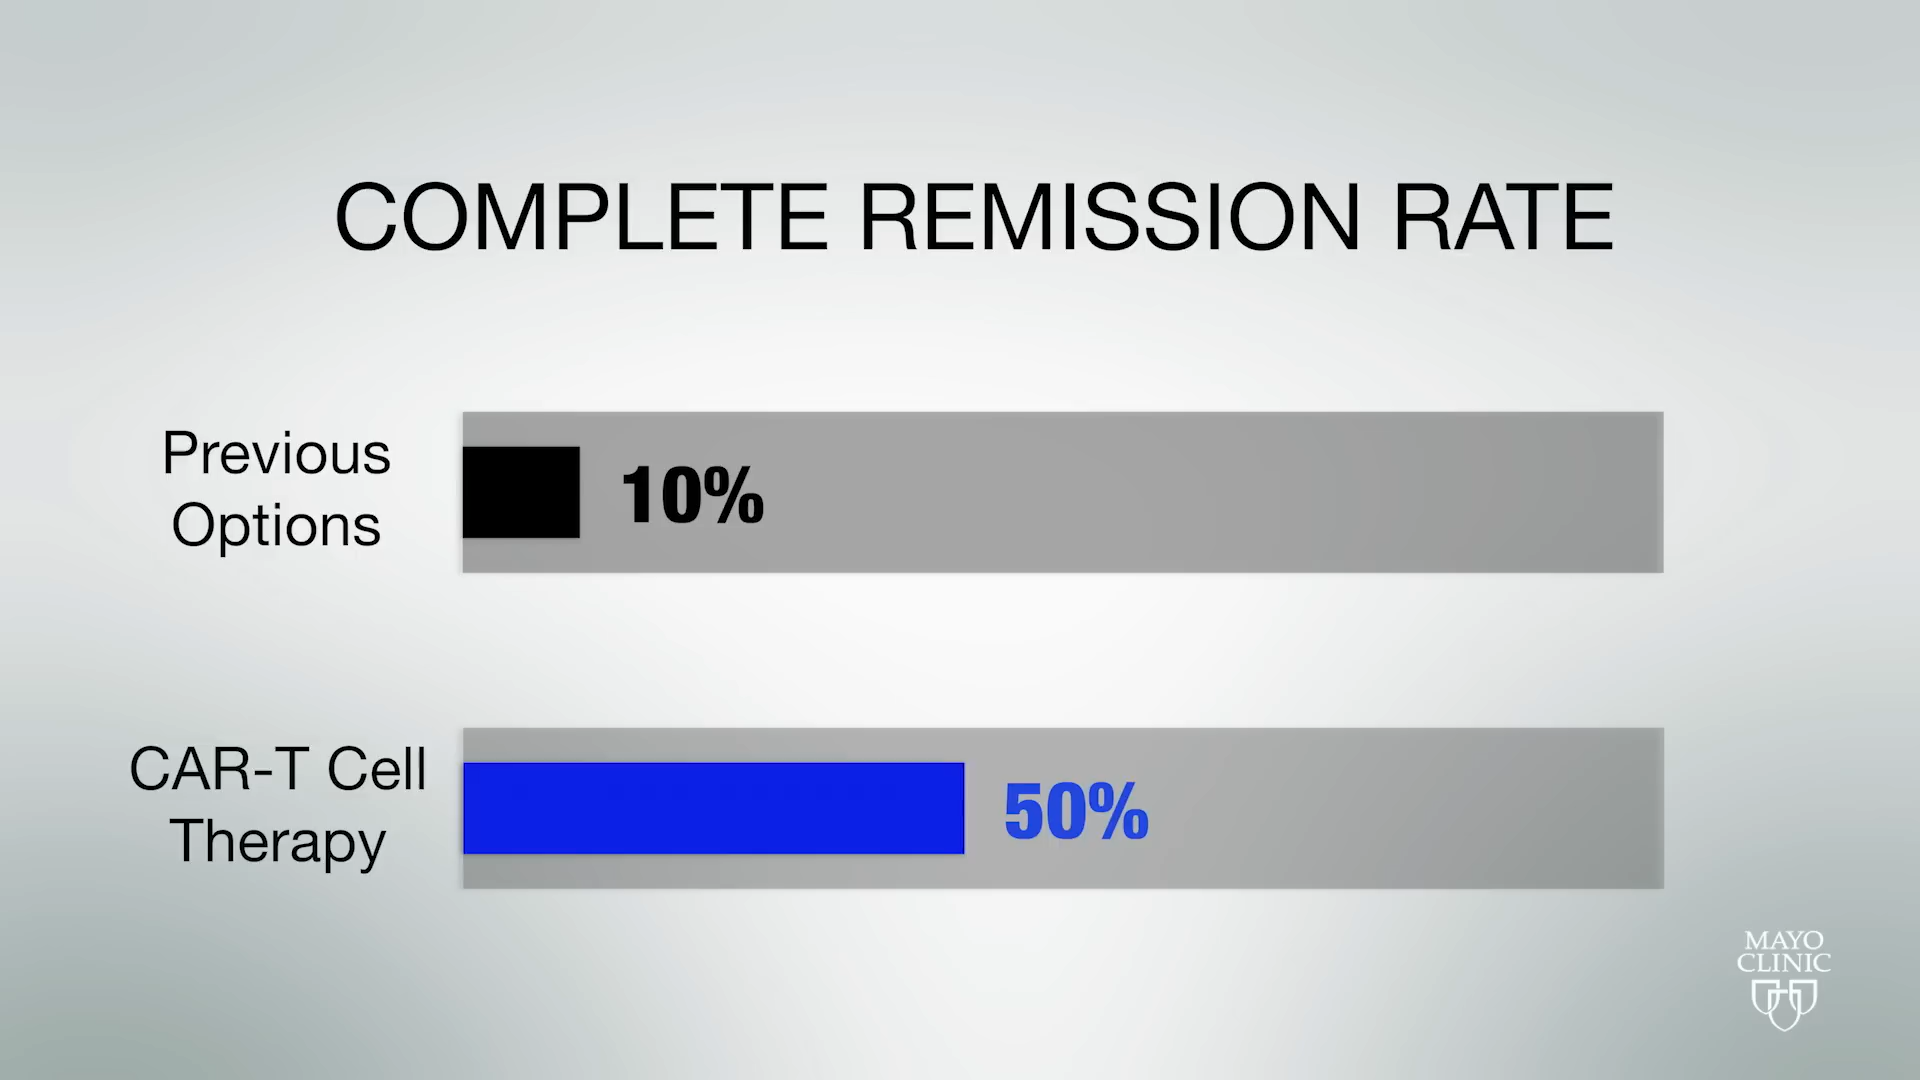 COMPLETE REMISSION RATE
Previous
Options
10%
CAR-T Cell
Therapy
50%
MAYO
CLINIC